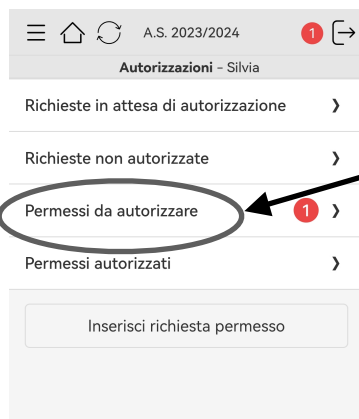 A.S. 2023/2024 1
Autorizzazioni - Silvia
Richieste in attesa di autorizzazione
Richieste non autorizzate
Permessi da autorizzare 1
Permessi autorizzati
Inserisci richiesta permesso